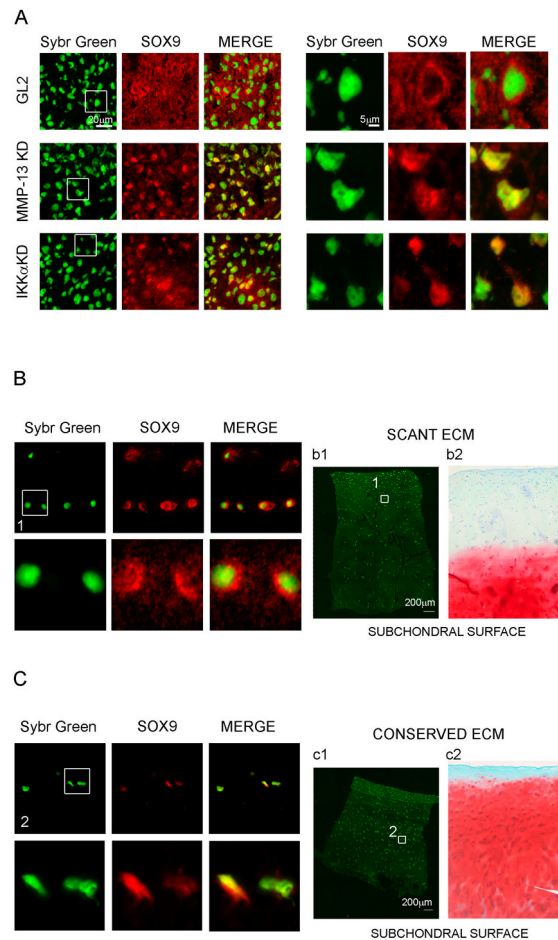 A
Sybr Green SOX9 MERGE Sybr Green SOX9 MERGE
GL2
20µm
5µm
MMP-13 KD
IKKαKD
B
Sybr Green SOX9 MERGE
SCANT ECM
b1 b2
1
1
200µm
SUBCHONDRAL SURFACE
C
Sybr Green SOX9 MERGE
CONSERVED ECM
c1 c2
2
2
200µm
SUBCHONDRAL SURFACE